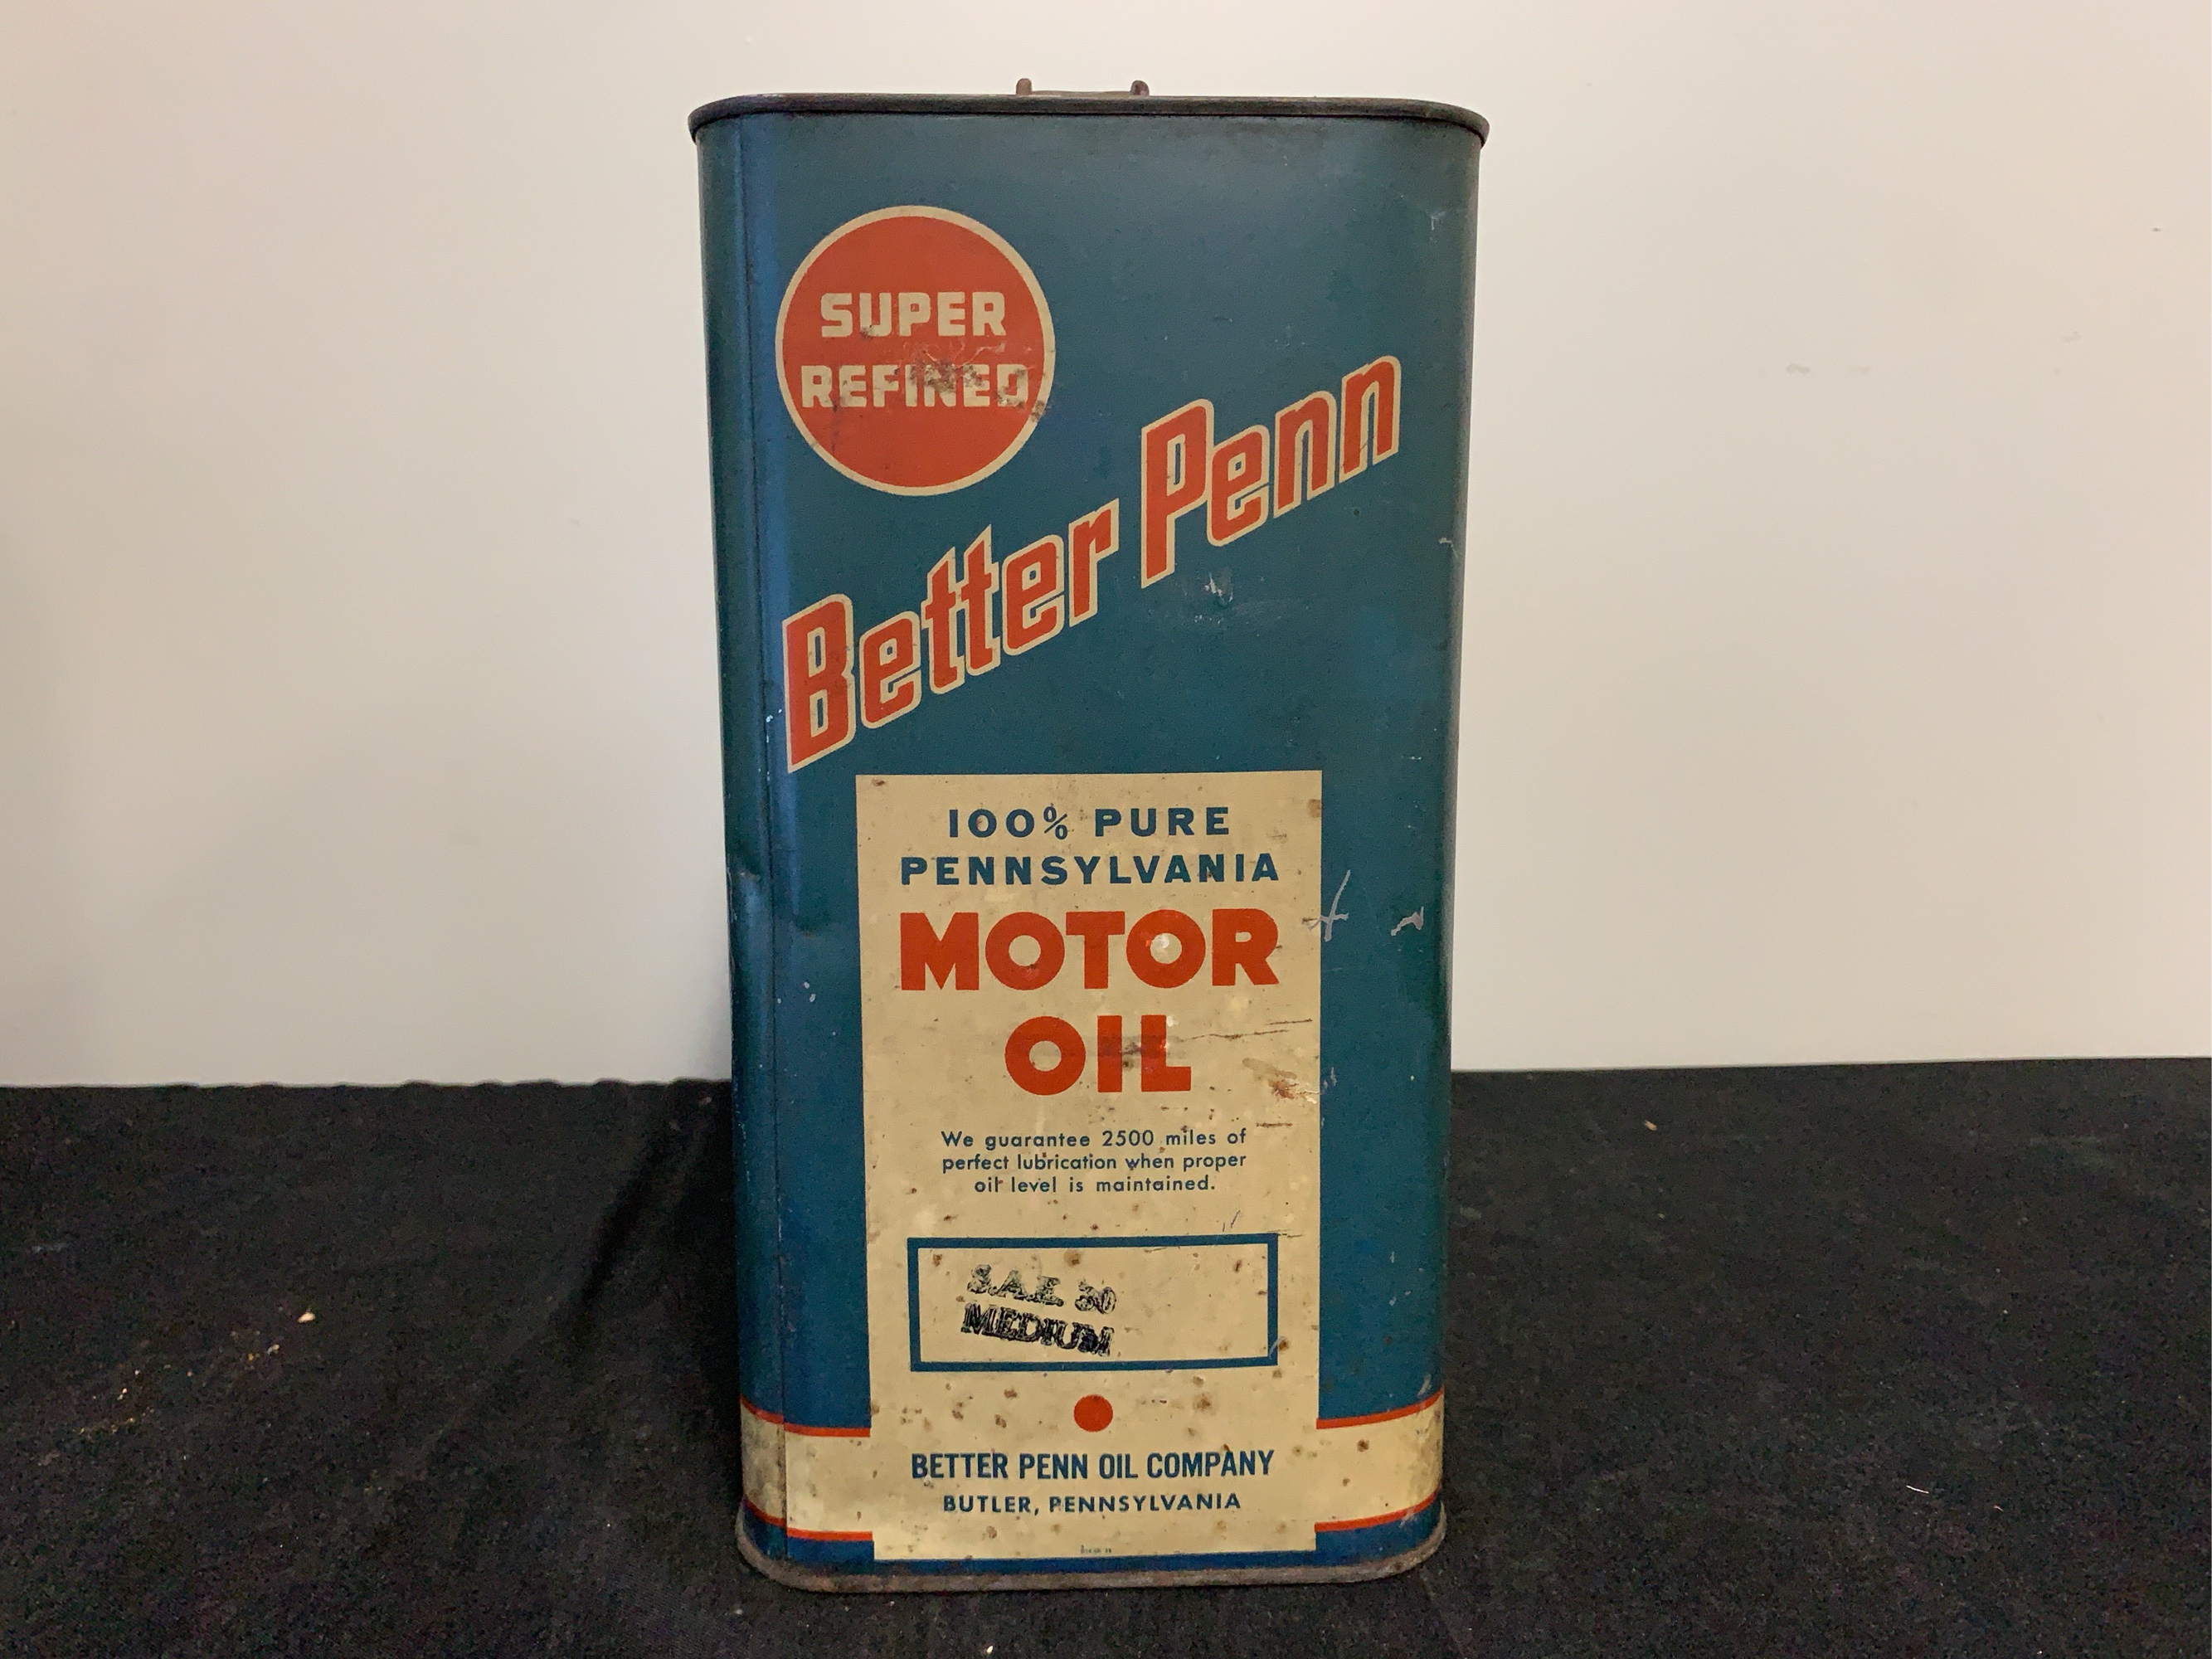 SUPER
REFINED
Better Penn
100% PURE
PENNSYLVANIA
MOTOR
OIL
We guarantee 2500 miles of
perfect lubrication when proper
oil level is maintained.
S.A.E. 30
MEDIUM
BETTER PENN OIL COMPANY
BUTLER, PENNSYLVANIA